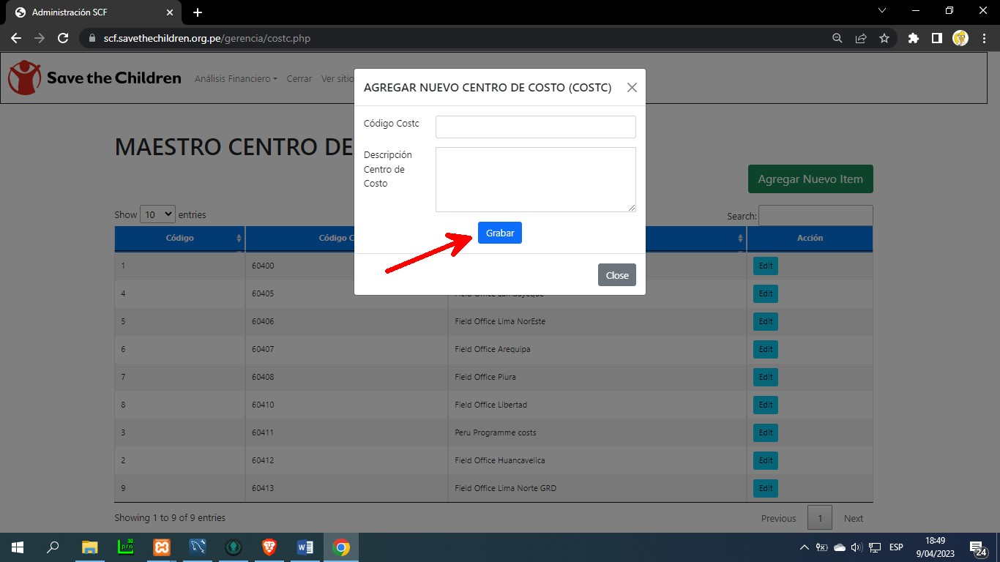 Administración SCF
scf.savethechildren.org.pe/gerencia/costc.php
Save the Children Análisis Financiero Cerrar Ver sitio
AGREGAR NUEVO CENTRO DE COSTO (COSTC)
Código Costc
MAESTRO CENTRO DE
Descripción
Centro de
Costo
Agregar Nuevo Item
Show 10 entries
Search:
Grabar
Código Código C Acción
Close
1 60400 Edit
4 60405 Field Office Lambayeque Edit
5 60406 Field Office Lima NorEste Edit
6 60407 Field Office Arequipa Edit
7 60408 Field Office Piura Edit
8 60410 Field Office Libertad Edit
3 60411 Peru Programme costs Edit
2 60412 Field Office Huancavelica Edit
9 60413 Field Office Lima Norte GRD Edit
Showing 1 to 9 of 9 entries
Previous 1 Next
ESP
18:49
9/04/2023
24